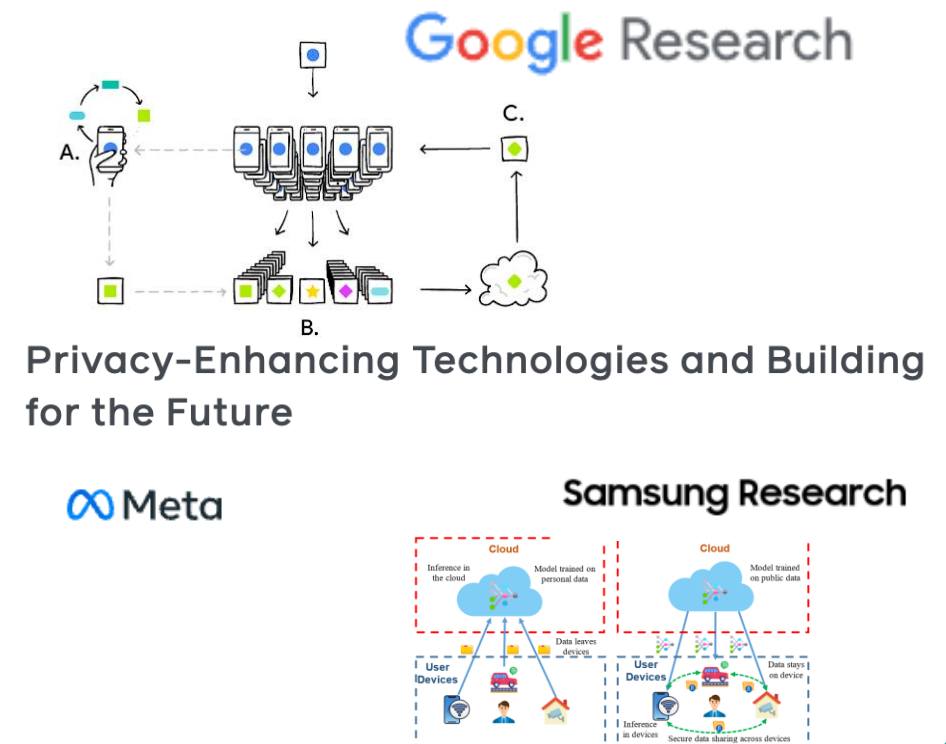 Google Research
A.
C.
B.
Privacy-Enhancing Technologies and Building
for the Future
Meta
Samsung Research
Cloud
Inference in
the cloud
Model trained on
personal data
Data leaves
devices
User
Devices
Cloud
Model trained
on public data
User
Devices
Data stays
on device
Inference
in devices
Secure data sharing across devices